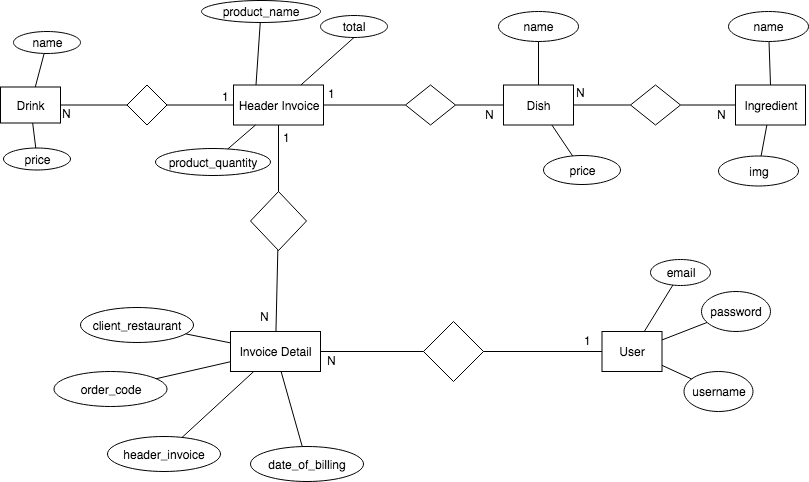 product_name
total
name
name
name
Drink
N
1
Header Invoice
1
N
Dish
N
N
Ingredient
1
price
product_quantity
price
img
email
password
client_restaurant
N
Invoice Detail
N
1
User
order_code
username
header_invoice
date_of_billing